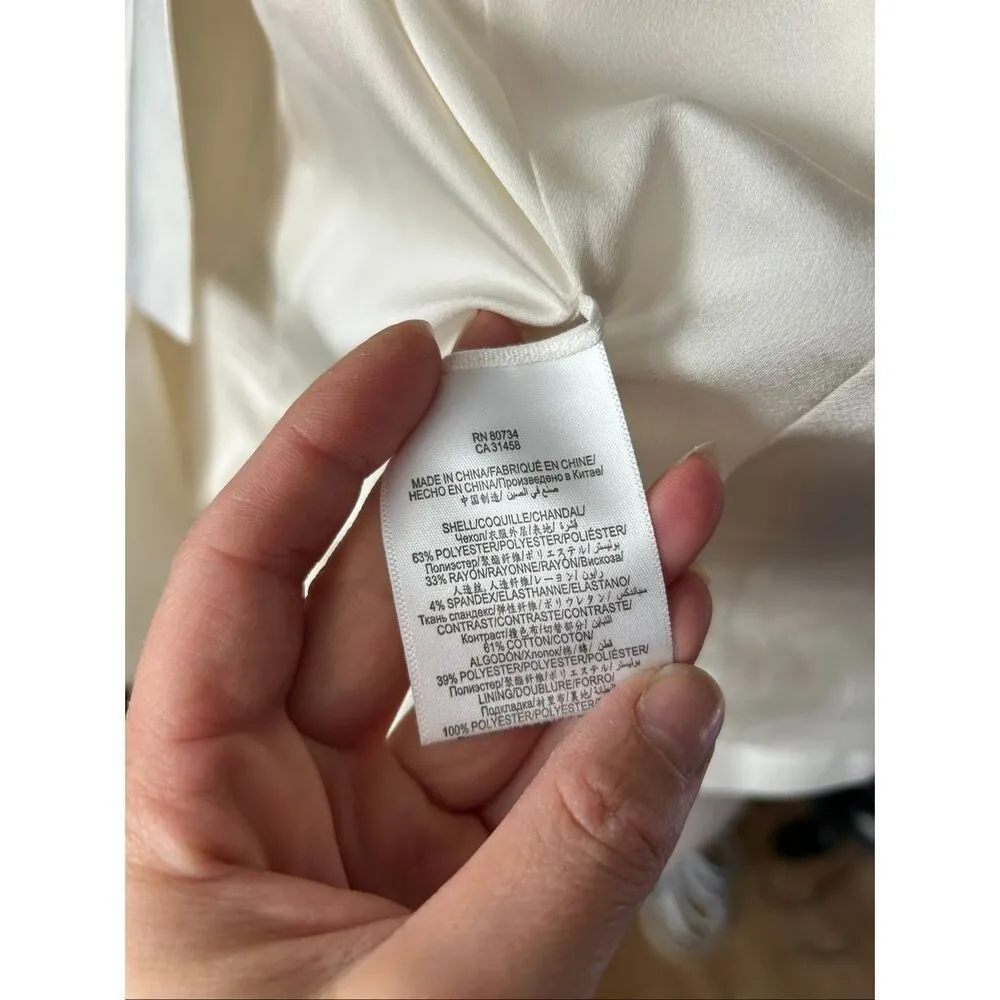 RN 80734
CA 31458
MADE IN CHINA/FABRIQUÉ EN CHINE/
HECHO EN CHINA/Произведено в Китае/
中国制造/ صنع في الصين/
SHELL/COQUILLE/CHANDAL/
Чехол/衣服外层/表地/ قشرة/
63% POLYESTER/POLYESTER/POLIÉSTER/
Полиэстер/聚酯纤维/ポリエステル/ بوليستر/
33% RAYON/RAYONNE/RAYON/Вискоза/
人造丝, 人造纤维/レーヨン/ رايون/
4% SPANDEX/ELASTHANNE/ELASTANO/
Ткань спандекс/弹性纤维/ポリウレタン/ سباندكس/
CONTRAST/CONTRASTE/CONTRASTE/
Контраст/撞色布/切替部分/ التباين/
61% COTTON/COTON/
ALGODÓN/Хлопок/棉/綿/ قطن/
39% POLYESTER/POLYESTER/POLIÉSTER/
Полиэстер/聚酯纤维/ポリエステル/ بوليستر/
LINING/DOUBLURE/FORRO/
Подкладка/衬里布/裏地/
100% POLYESTER/POLYESTER/